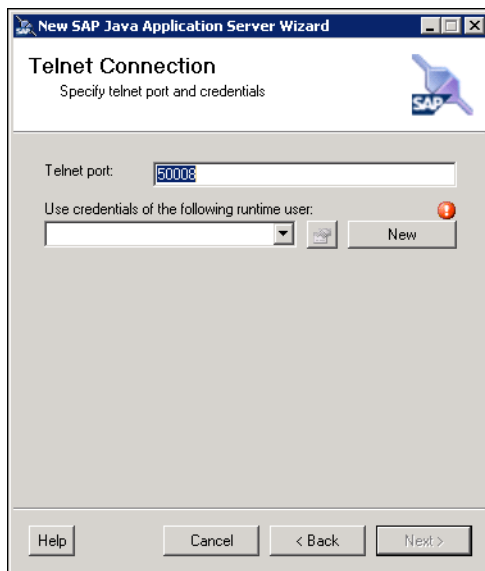 New SAP Java Application Server Wizard
Telnet Connection
Specify telnet port and credentials
SAP
Telnet port: 50008
Use credentials of the following runtime user:
New
Help Cancel < Back Next >